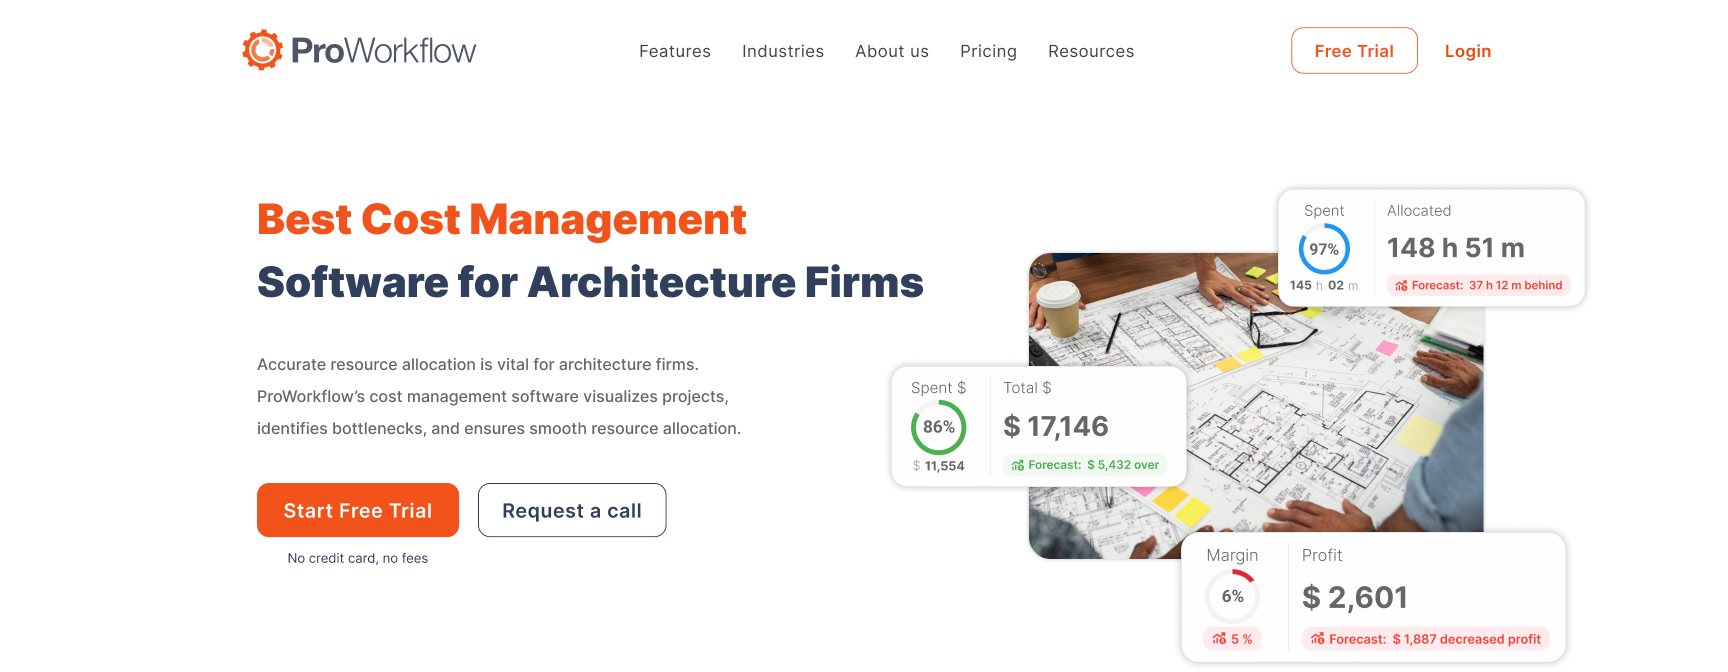 ProWorkflow
Features Industries About us Pricing Resources
Free Trial Login
Best Cost Management
Software for Architecture Firms
Accurate resource allocation is vital for architecture firms.
ProWorkflow’s cost management software visualizes projects,
identifies bottlenecks, and ensures smooth resource allocation.
Start Free Trial
Request a call
No credit card, no fees
Spent
97%
145 h 02 m
Allocated
148 h 51 m
Forecast: 37 h 12 m behind
Spent $
86%
$ 11,554
Total $
$ 17,146
Forecast: $ 5,432 over
Margin
6%
5 %
Profit
$ 2,601
Forecast: $ 1,887 decreased profit